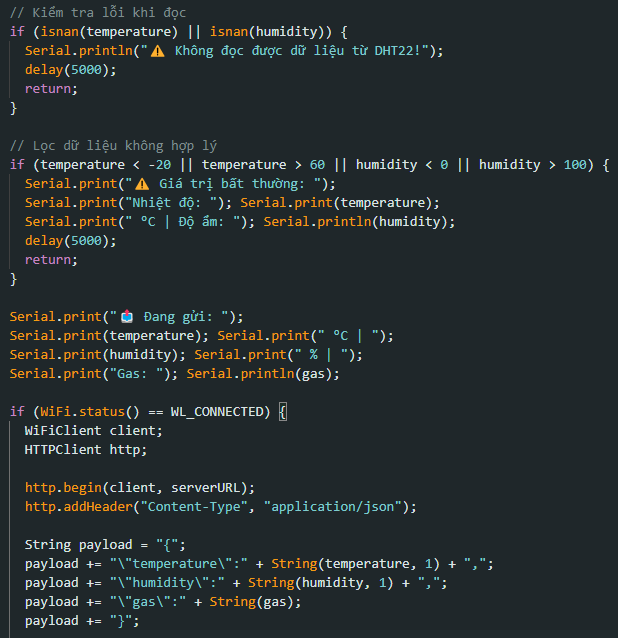 // Kiểm tra lỗi khi đọc
if (isnan(temperature) || isnan(humidity)) {
Serial.println("⚠️ Không đọc được dữ liệu từ DHT22!");
delay(5000);
return;
}
// Lọc dữ liệu không hợp lý
if (temperature < -20 || temperature > 60 || humidity < 0 || humidity > 100) {
Serial.print("⚠️ Giá trị bất thường: ");
Serial.print("Nhiệt độ: "); Serial.print(temperature);
Serial.print(" °C | Độ ẩm: "); Serial.println(humidity);
delay(5000);
return;
}
Serial.print("📤 Đang gửi: ");
Serial.print(temperature); Serial.print(" °C | ");
Serial.print(humidity); Serial.print(" % | ");
Serial.print("Gas: "); Serial.println(gas);
if (WiFi.status() == WL_CONNECTED) {
WiFiClient client;
HTTPClient http;
http.begin(client, serverURL);
http.addHeader("Content-Type", "application/json");
String payload = "{";
payload += "\"temperature\":" + String(temperature, 1) + ",";
payload += "\"humidity\":" + String(humidity, 1) + ",";
payload += "\"gas\":" + String(gas);
payload += "}";